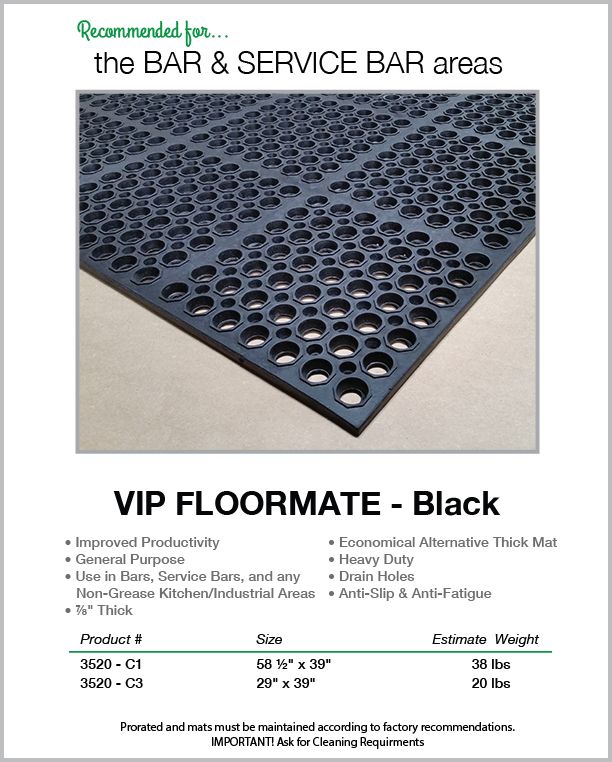 Recommended for...
the BAR & SERVICE BAR areas
VIP FLOORMATE - Black
• Improved Productivity
• General Purpose
• Use in Bars, Service Bars, and any
Non-Grease Kitchen/Industrial Areas
• ⅞" Thick
• Economical Alternative Thick Mat
• Heavy Duty
• Drain Holes
• Anti-Slip & Anti-Fatigue
Product # Size Estimate Weight
3520 - C1 58 ½" x 39" 38 lbs
3520 - C3 29" x 39" 20 lbs
Prorated and mats must be maintained according to factory recommendations.
IMPORTANT! Ask for Cleaning Requirments